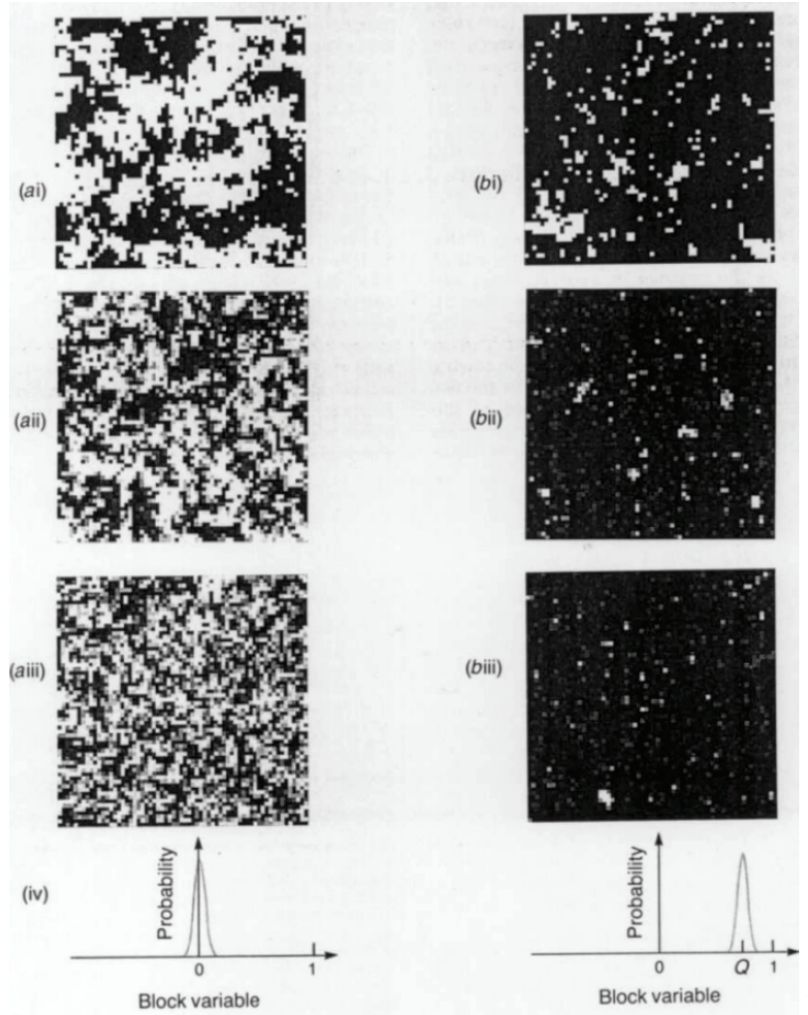 (ai)
(bi)
(aii)
(bii)
(aiii)
(biii)
(iv)
Probability
0
1
Block variable
Probability
0
Q
1
Block variable